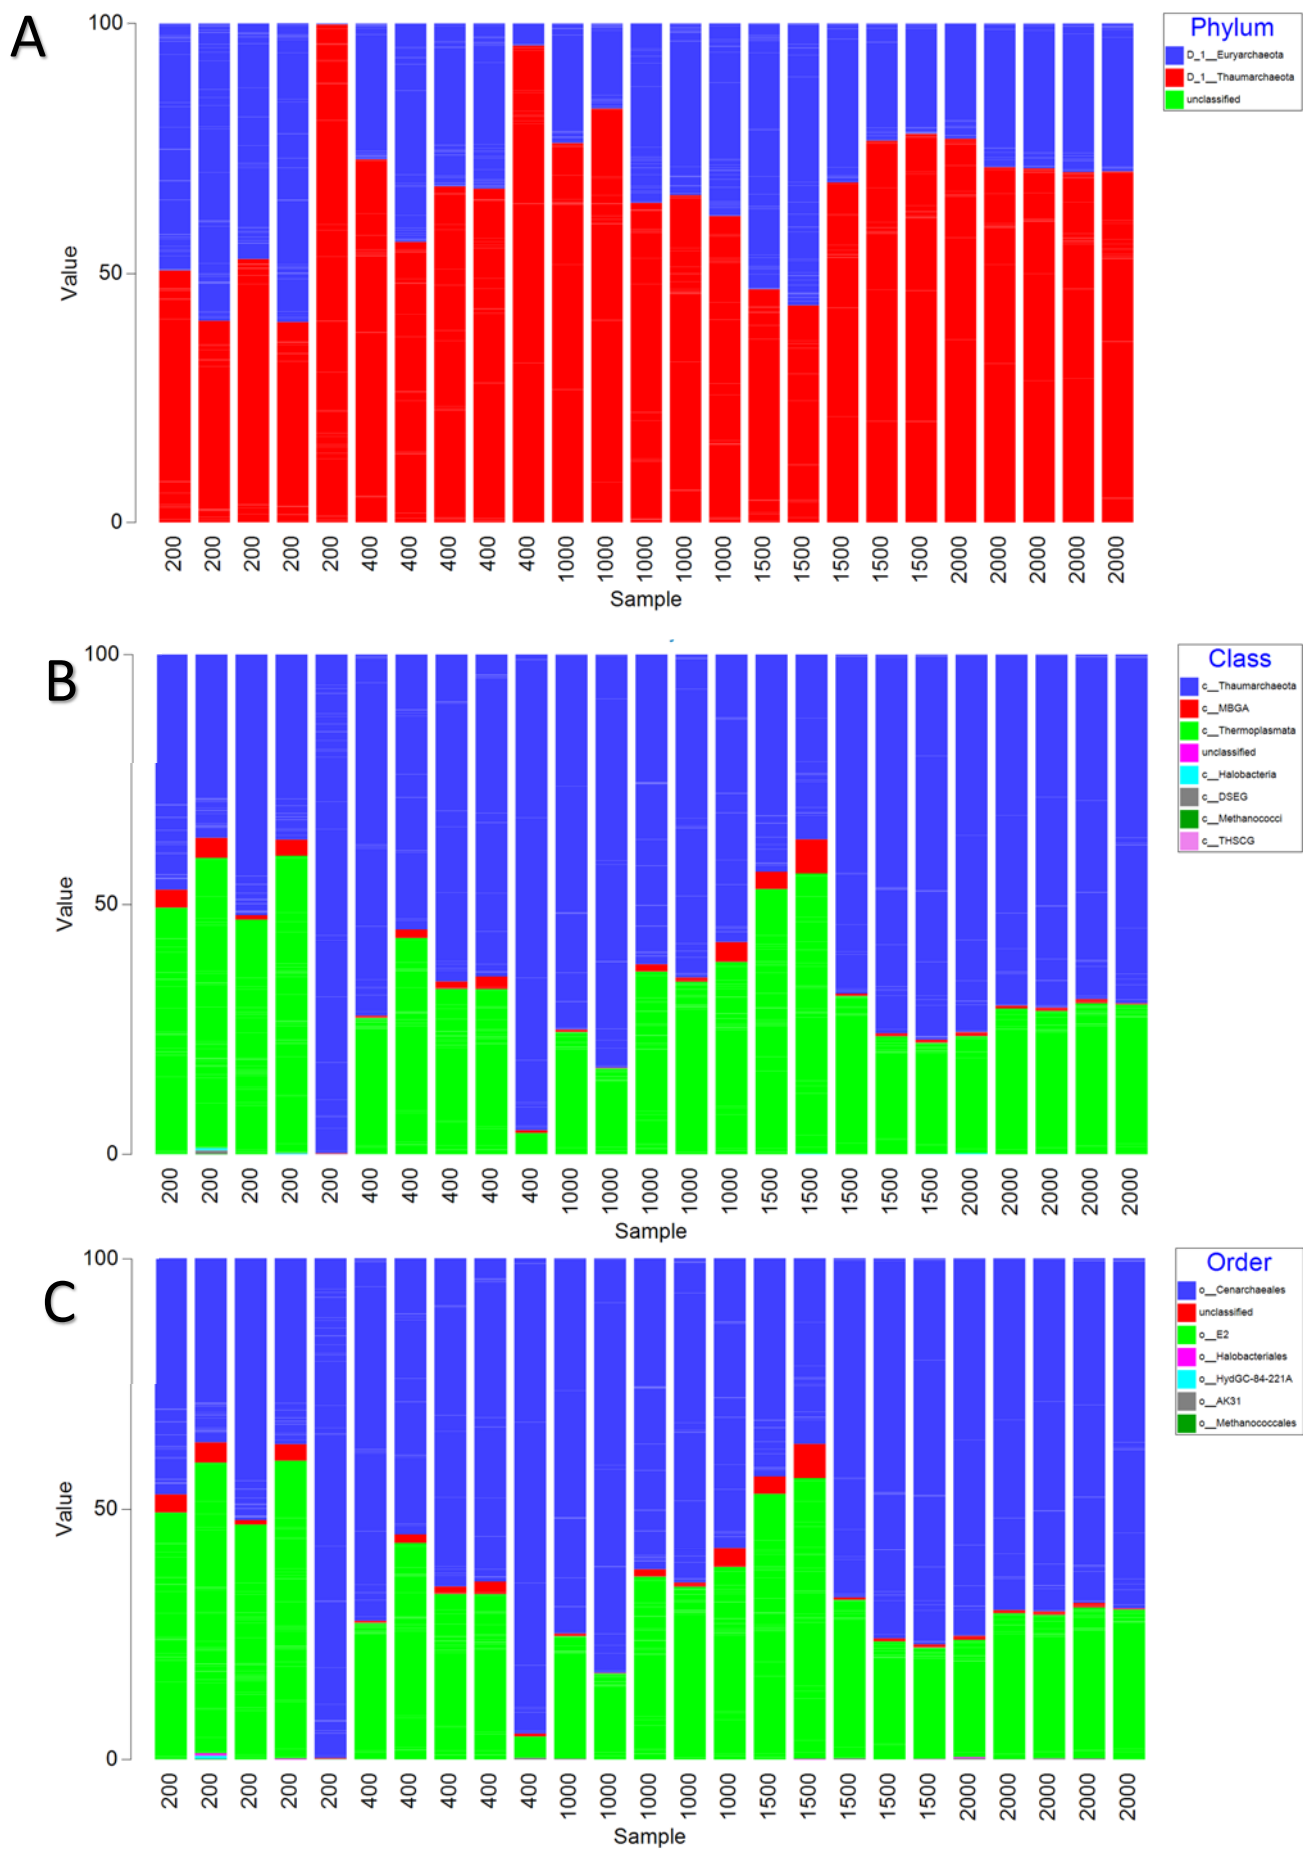 A
100
50
0
Value
200 200 200 200 200 400 400 400 400 400 1000 1000 1000 1000 1000 1500 1500 1500 1500 1500 2000 2000 2000 2000 2000
Sample
Phylum
D_1__Euryarchaeota
D_1__Thaumarchaeota
unclassified
B
100
50
0
Value
200 200 200 200 200 400 400 400 400 400 1000 1000 1000 1000 1000 1500 1500 1500 1500 1500 2000 2000 2000 2000 2000
Sample
Class
c__Thaumarchaeota
c__MBGA
c__Thermoplasmata
unclassified
c__Halobacteria
c__DSEG
c__Methanococci
c__THSCG
C
100
50
0
Value
200 200 200 200 200 400 400 400 400 400 1000 1000 1000 1000 1000 1500 1500 1500 1500 1500 2000 2000 2000 2000 2000
Sample
Order
o__Cenarchaeales
unclassified
o__E2
o__Halobacteriales
o__HydGC-84-221A
o__AK31
o__Methanococcales